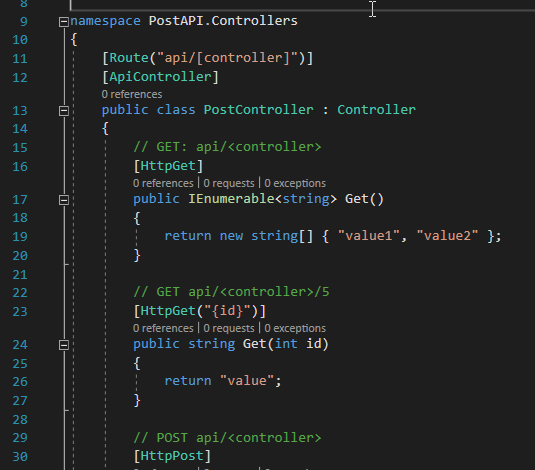 8
9 namespace PostAPI.Controllers
10 {
11 [Route("api/[controller]")]
12 [ApiController]
0 references
13 public class PostController : Controller
14 {
15 // GET: api/<controller>
16 [HttpGet]
0 references | 0 requests | 0 exceptions
17 public IEnumerable<string> Get()
18 {
19 return new string[] { "value1", "value2" };
20 }
21
22 // GET api/<controller>/5
23 [HttpGet("{id}")]
0 references | 0 requests | 0 exceptions
24 public string Get(int id)
25 {
26 return "value";
27 }
28
29 // POST api/<controller>
30 [HttpPost]